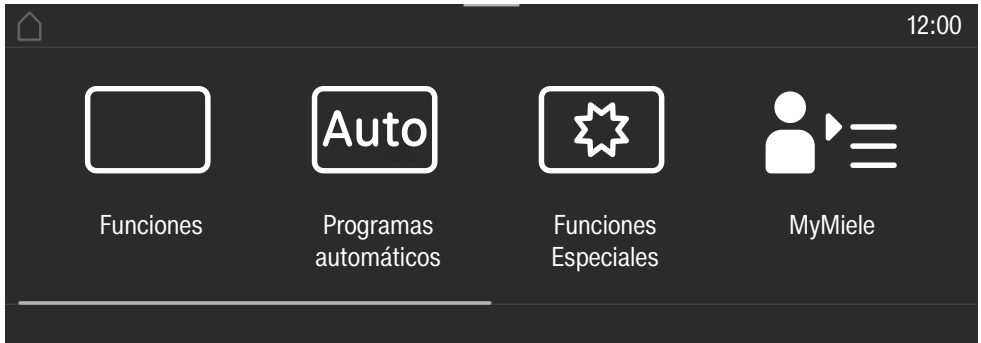 12:00
Auto
Funciones
Programas
automáticos
Funciones
Especiales
MyMiele